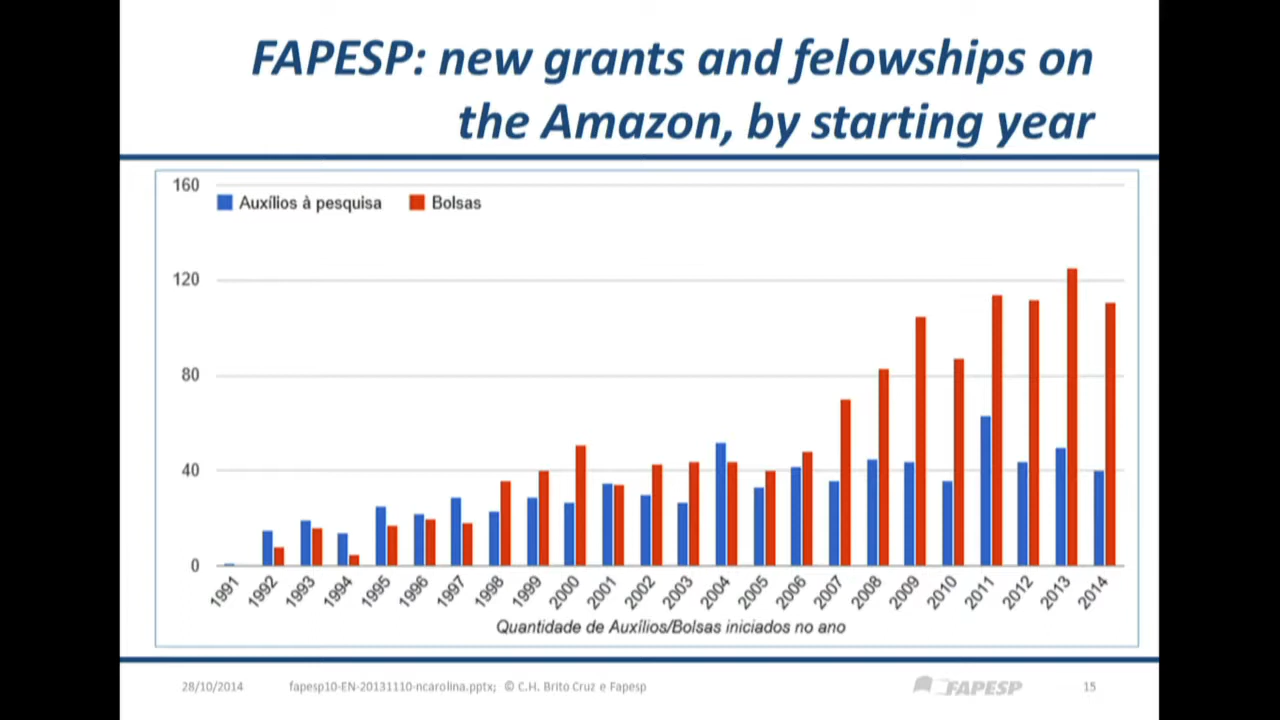 FAPESP: new grants and felowships on
the Amazon, by starting year
160
Auxílios à pesquisa Bolsas
120
80
40
0
1991 1992 1993 1994 1995 1996 1997 1998 1999 2000 2001 2002 2003 2004 2005 2006 2007 2008 2009 2010 2011 2012 2013 2014
Quantidade de Auxílios/Bolsas iniciados no ano
28/10/2014 fapesp10-EN-20131110-ncarolina.pptx; © C.H. Brito Cruz e Fapesp FAPESP 15